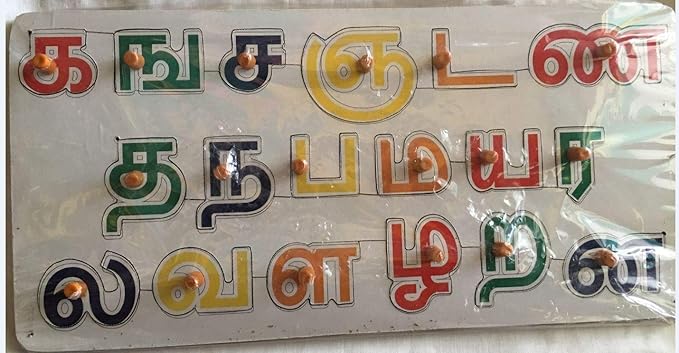 க ங ச ஞ ட ண
த ந ப ம ய ர
ல வ ள ழ ற ன